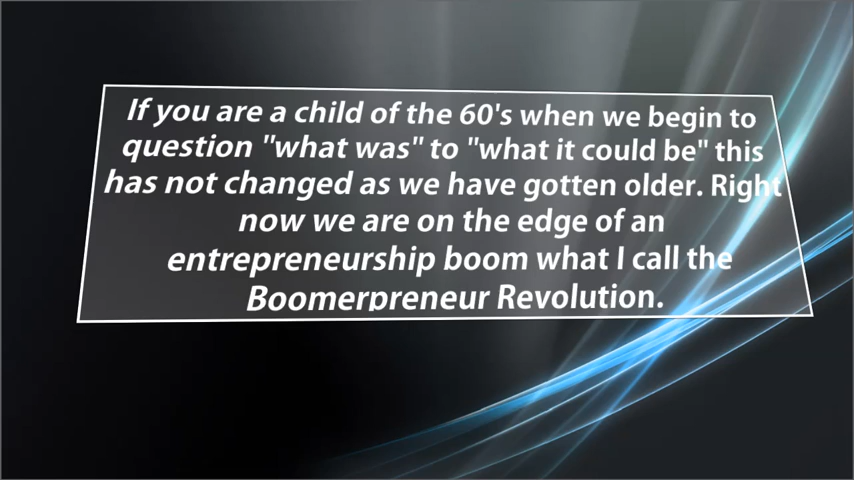 If you are a child of the 60's when we begin to
question "what was" to "what it could be" this
has not changed as we have gotten older. Right
now we are on the edge of an
entrepreneurship boom what I call the
Boomerpreneur Revolution.